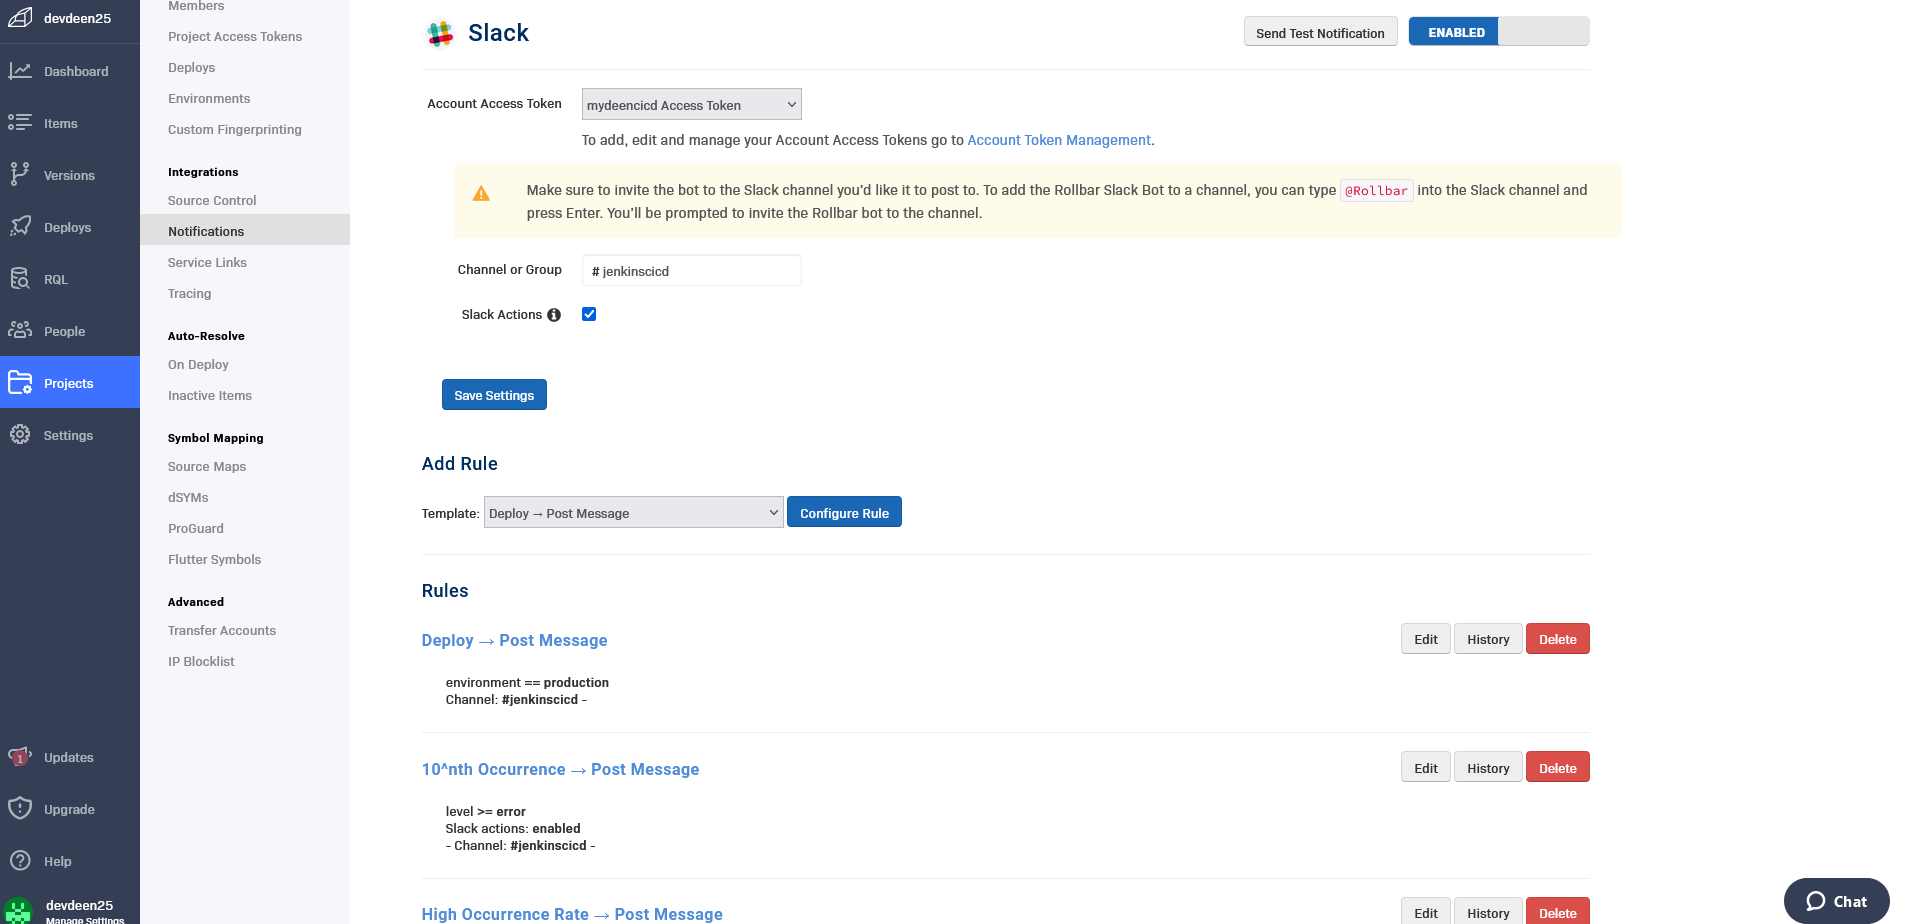 devdeen25
Dashboard
Items
Versions
Deploys
RQL
People
Projects
Settings
1
Updates
Upgrade
Help
devdeen25
Manage Settings
Members
Project Access Tokens
Deploys
Environments
Custom Fingerprinting
Integrations
Source Control
Notifications
Service Links
Tracing
Auto-Resolve
On Deploy
Inactive Items
Symbol Mapping
Source Maps
dSYMs
ProGuard
Flutter Symbols
Advanced
Transfer Accounts
IP Blocklist
Slack
Send Test Notification
ENABLED
Account Access Token
mydeencicd Access Token
To add, edit and manage your Account Access Tokens go to Account Token Management.
Make sure to invite the bot to the Slack channel you'd like it to post to. To add the Rollbar Slack Bot to a channel, you can type @Rollbar into the Slack channel and
press Enter. You'll be prompted to invite the Rollbar bot to the channel.
Channel or Group
# jenkinscicd
Slack Actions
Save Settings
Add Rule
Template:
Deploy → Post Message
Configure Rule
Rules
Deploy → Post Message
Edit
History
Delete
environment == production
Channel: #jenkinscicd -
10^nth Occurrence → Post Message
Edit
History
Delete
level >= error
Slack actions: enabled
- Channel: #jenkinscicd -
High Occurrence Rate → Post Message
Edit
History
Delete
Chat